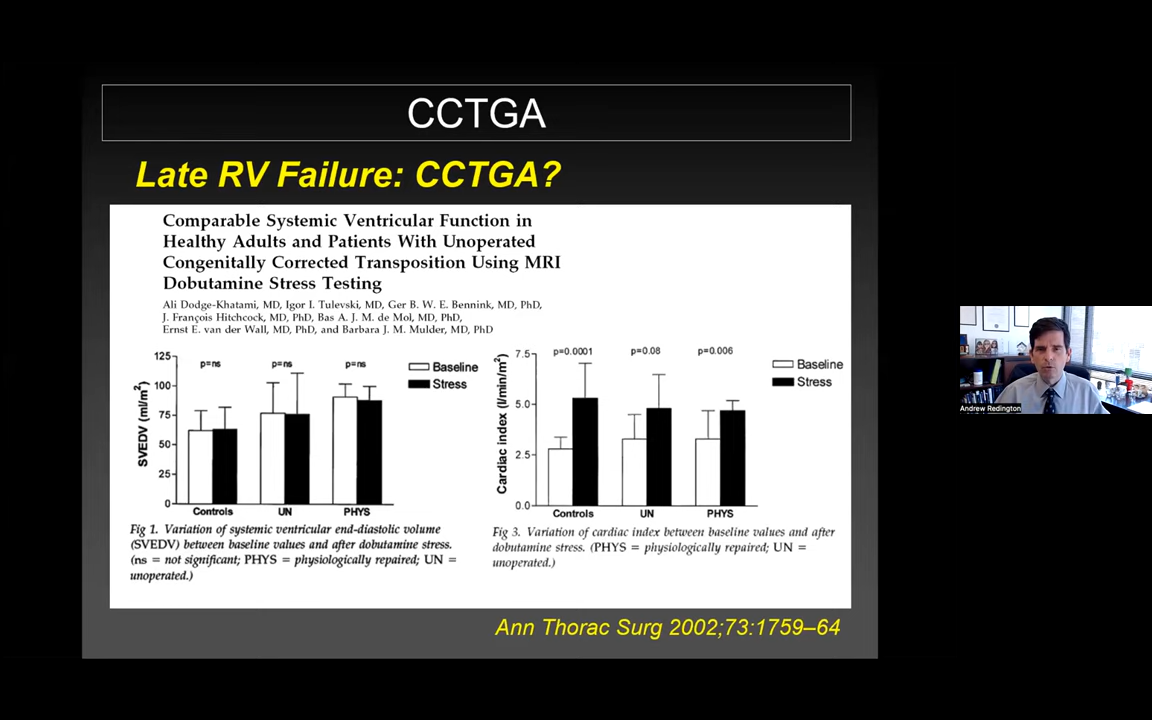 CCTGA
Late RV Failure: CCTGA?
Comparable Systemic Ventricular Function in
Healthy Adults and Patients With Unoperated
Congenitally Corrected Transposition Using MRI
Dobutamine Stress Testing
Ali Dodge-Khatami, MD, Igor I. Tulevski, MD, Ger B. W. E. Bennink, MD, PhD,
J. François Hitchcock, MD, PhD, Bas A. J. M. de Mol, MD, PhD,
Ernst E. van der Wall, MD, PhD, and Barbara J. M. Mulder, MD, PhD
SVEDV (ml/m²)
125
100
75
50
25
0
p=ns
p=ns
p=ns
Baseline
Stress
Controls
UN
PHYS
Fig 1. Variation of systemic ventricular end-diastolic volume
(SVEDV) between baseline values and after dobutamine stress.
(ns = not significant; PHYS = physiologically repaired; UN =
unoperated.)
Cardiac index (l/min/m²)
7.5
5.0
2.5
0.0
p=0.0001
p=0.08
p=0.006
Baseline
Stress
Controls
UN
PHYS
Fig 3. Variation of cardiac index between baseline values and after
dobutamine stress. (PHYS = physiologically repaired; UN =
unoperated.)
Ann Thorac Surg 2002;73:1759–64
Andrew Redington